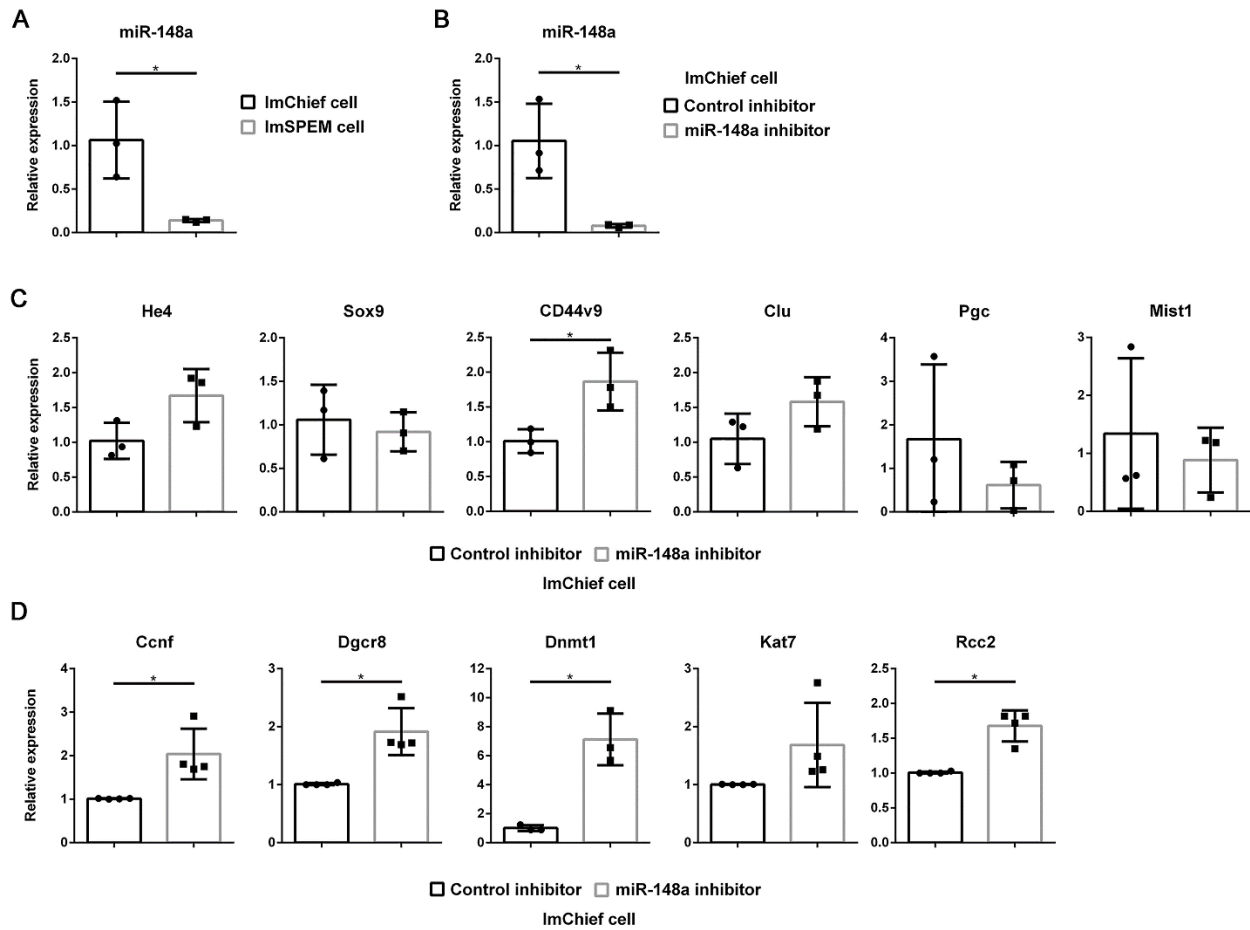 A
miR-148a
Relative expression
2.0
1.5
1.0
0.5
0.0
*
ImChief cell
ImSPEM cell
B
miR-148a
Relative expression
2.0
1.5
1.0
0.5
0.0
*
ImChief cell
Control inhibitor
miR-148a inhibitor
C
He4
Relative expression
2.5
2.0
1.5
1.0
0.5
0.0
Sox9
2.0
1.5
1.0
0.5
0.0
CD44v9
2.5
2.0
1.5
1.0
0.5
0.0
*
Clu
2.5
2.0
1.5
1.0
0.5
0.0
Pgc
4
3
2
1
0
Mist1
3
2
1
0
Control inhibitor miR-148a inhibitor
ImChief cell
D
Ccnf
Relative expression
4
3
2
1
0
*
Dgcr8
3
2
1
0
*
Dnmt1
12
10
8
6
4
2
0
*
Kat7
3
2
1
0
Rcc2
2.5
2.0
1.5
1.0
0.5
0.0
*
Control inhibitor miR-148a inhibitor
ImChief cell